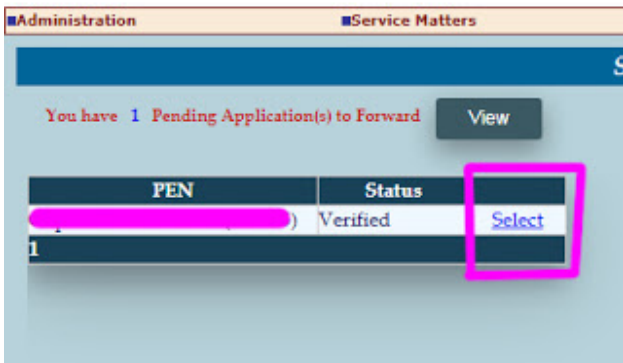 Administration Service Matters
S
You have 1 Pending Application(s) to Forward View
PEN Status
) Verified Select
1